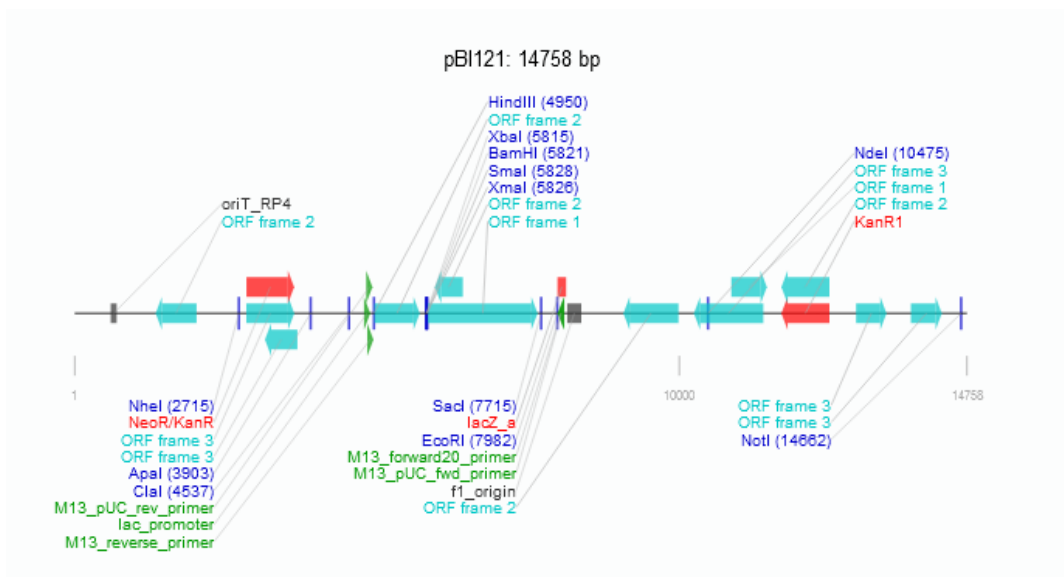 pBI121: 14758 bp
HindIII (4950)
ORF frame 2
XbaI (5815)
BamHI (5821)
SmaI (5828)
XmaI (5826)
ORF frame 2
ORF frame 1
NdeI (10475)
ORF frame 3
ORF frame 1
ORF frame 2
KanR1
oriT_RP4
ORF frame 2
1
10000
14758
NheI (2715)
NeoR/KanR
ORF frame 3
ORF frame 3
ApaI (3903)
ClaI (4537)
M13_pUC_rev_primer
lac_promoter
M13_reverse_primer
SacI (7715)
lacZ_a
EcoRI (7982)
M13_forward20_primer
M13_pUC_fwd_primer
f1_origin
ORF frame 2
ORF frame 3
ORF frame 3
NotI (14662)